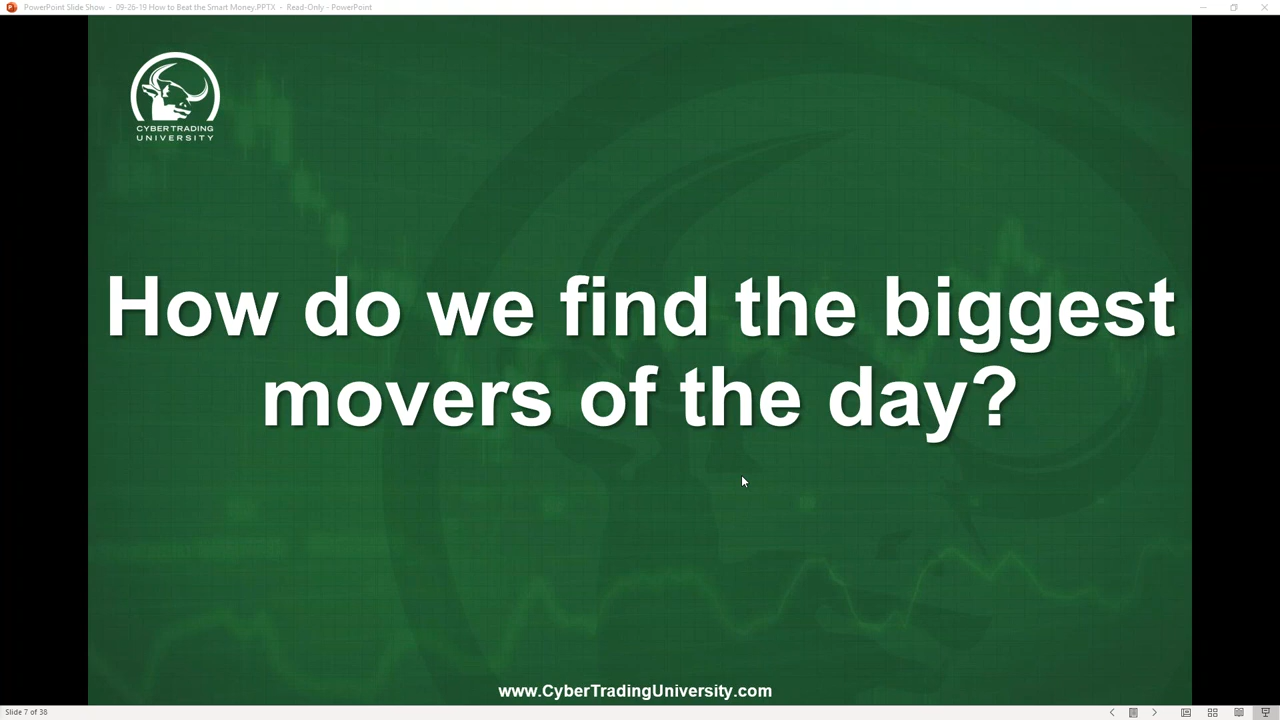 PowerPoint Slide Show - 09-26-19 How to Beat the Smart Money.PPTX - Read-Only - PowerPoint
CYBER TRADING
UNIVERSITY
How do we find the biggest
movers of the day?
www.CyberTradingUniversity.com
Slide 7 of 38